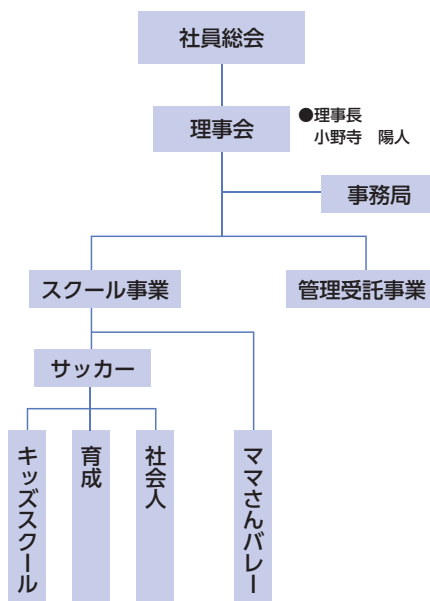 社員総会
理事会
●理事長
小野寺　陽人
事務局
スクール事業
管理受託事業
サッカー
キッズスクール
育成
社会人
ママさんバレー